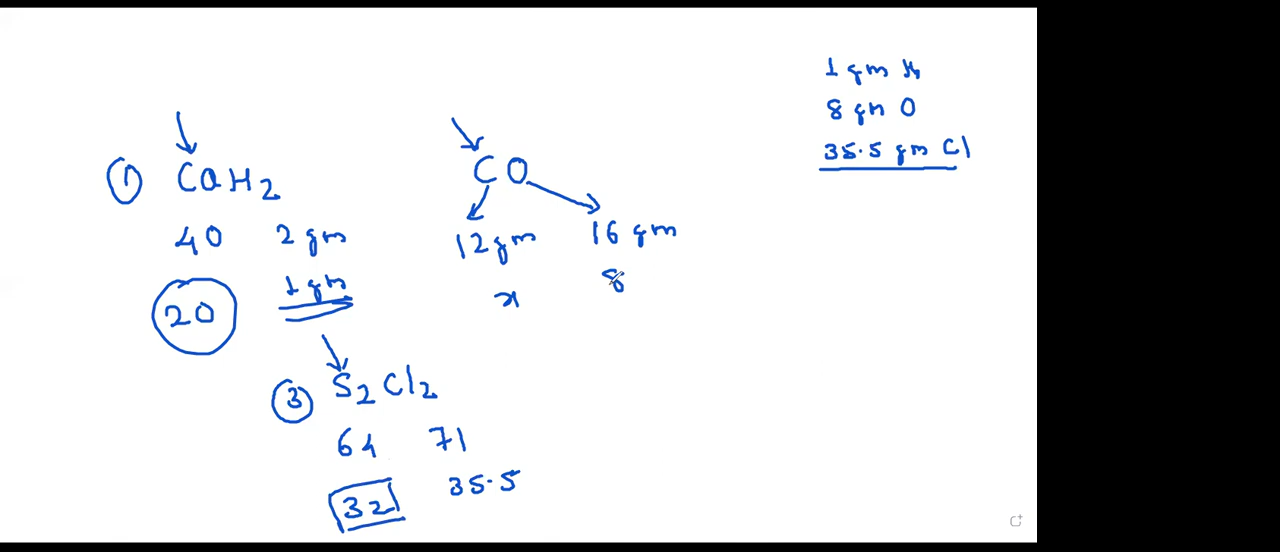 1 gm H
8 gm O
35.5 gm Cl
① CaH2
CO
40 2 gm
12 gm 16 gm
20 1 gm
x 8
③ S2Cl2
64 71
32 35.5